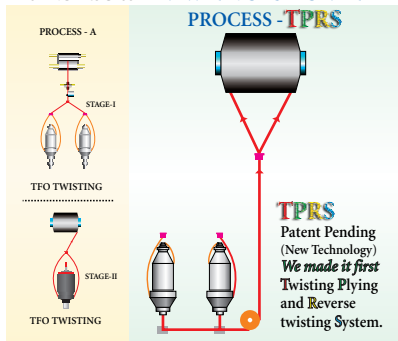 PROCESS - A
STAGE-I
TFO TWISTING
STAGE-II
TFO TWISTING
PROCESS - TPRS
TPRS
Patent Pending
(New Technology)
We made it first
Twisting Plying
and Reverse
twisting System.